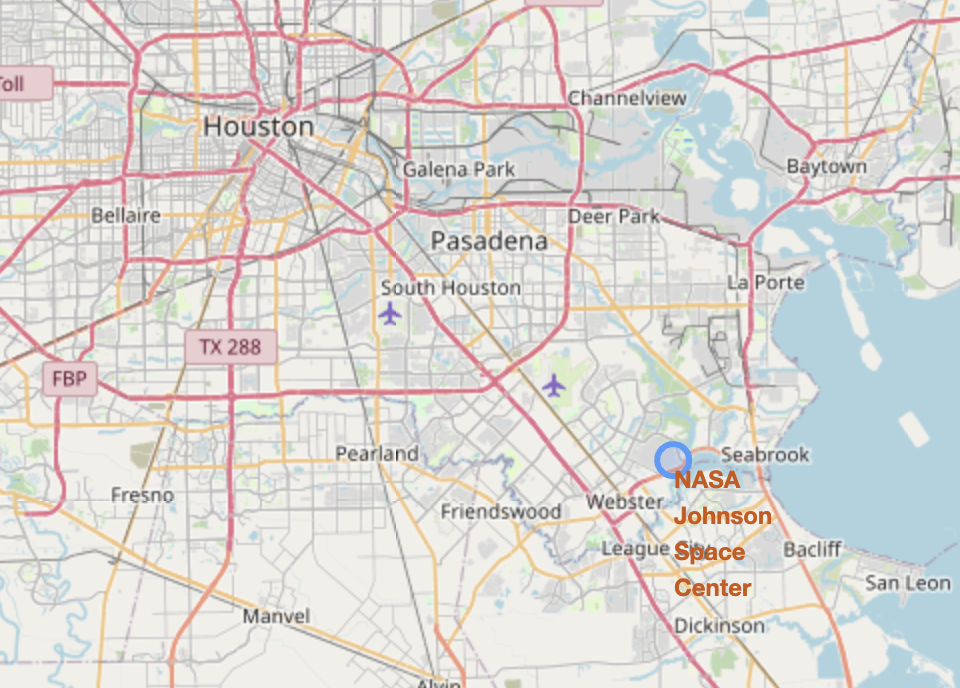 Toll
Channelview
Houston
Galena Park
Baytown
Bellaire
Deer Park
Pasadena
La Porte
South Houston
TX 288
FBP
Pearland
Seabrook
NASA
Johnson
Space
Center
Fresno
Webster
Friendswood
League City
Bacliff
San Leon
Manvel
Dickinson
Alvin